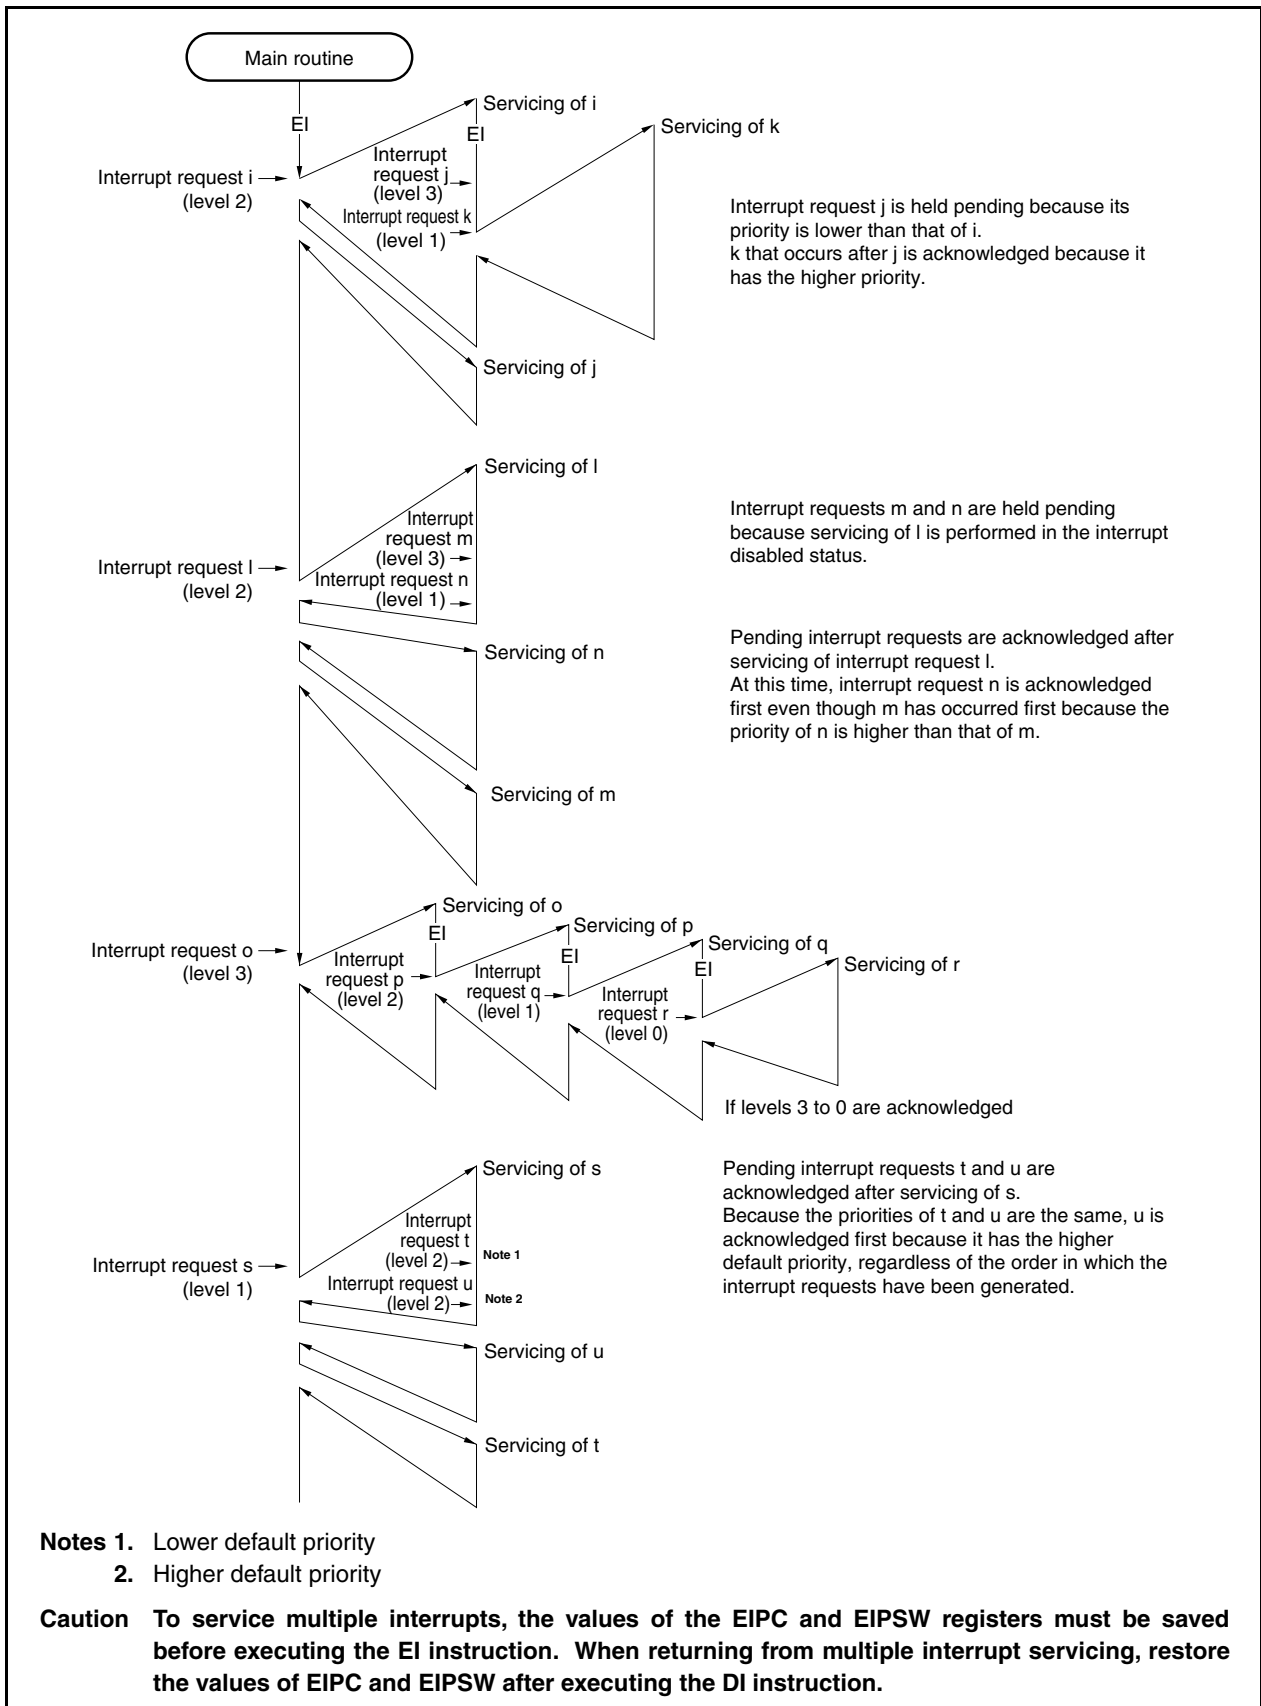 Main routine
EI
Servicing of i
EI
Servicing of k
Interrupt
request j
(level 3)
Interrupt request i
(level 2)
Interrupt request k
(level 1)
Interrupt request j is held pending because its
priority is lower than that of i.
k that occurs after j is acknowledged because it
has the higher priority.
Servicing of j
Servicing of l
Interrupt
request m
(level 3)
Interrupt request l
(level 2)
Interrupt request n
(level 1)
Interrupt requests m and n are held pending
because servicing of l is performed in the interrupt
disabled status.
Servicing of n
Pending interrupt requests are acknowledged after
servicing of interrupt request l.
At this time, interrupt request n is acknowledged
first even though m has occurred first because the
priority of n is higher than that of m.
Servicing of m
Servicing of o
EI
Servicing of p
EI
Servicing of q
EI
Servicing of r
Interrupt request o
(level 3)
Interrupt
request p
(level 2)
Interrupt
request q
(level 1)
Interrupt
request r
(level 0)
If levels 3 to 0 are acknowledged
Servicing of s
Interrupt
request t
(level 2)
Note 1
Interrupt request s
(level 1)
Interrupt request u
(level 2)
Note 2
Pending interrupt requests t and u are
acknowledged after servicing of s.
Because the priorities of t and u are the same, u is
acknowledged first because it has the higher
default priority, regardless of the order in which the
interrupt requests have been generated.
Servicing of u
Servicing of t
Notes 1. Lower default priority
2. Higher default priority
Caution To service multiple interrupts, the values of the EIPC and EIPSW registers must be saved
before executing the EI instruction. When returning from multiple interrupt servicing, restore
the values of EIPC and EIPSW after executing the DI instruction.